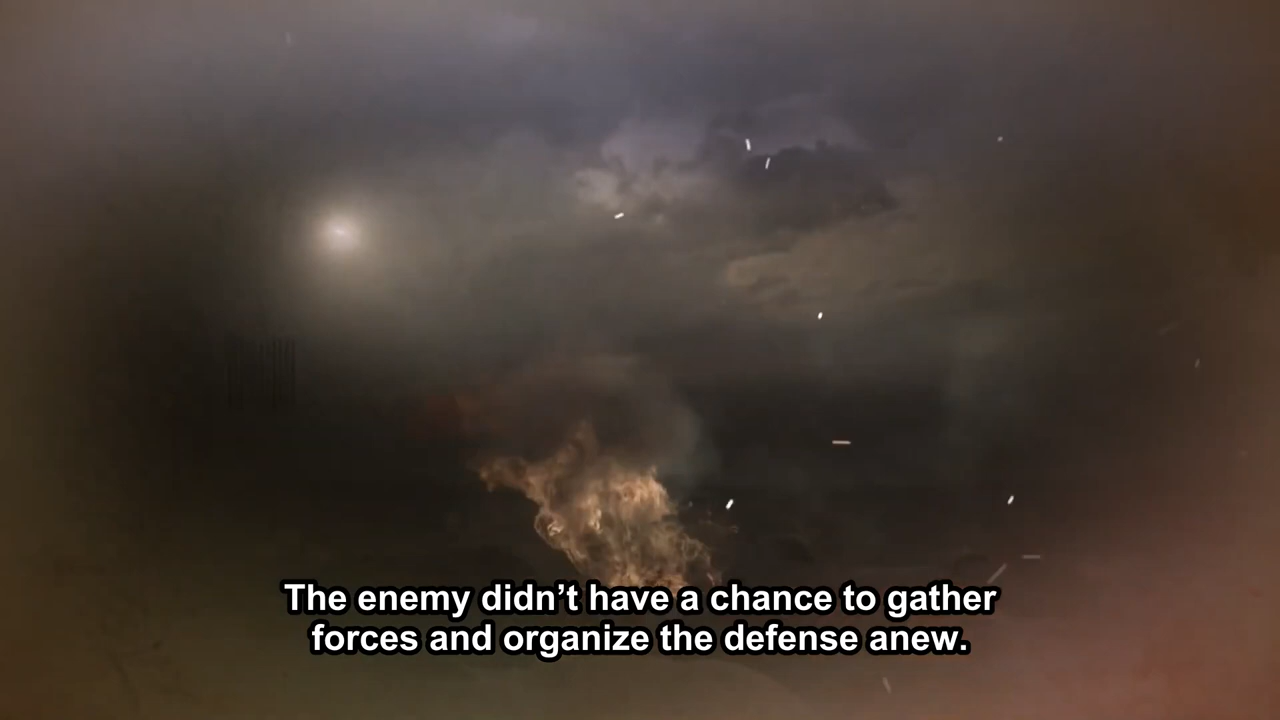 The enemy didn’t have a chance to gather
forces and organize the defense anew.